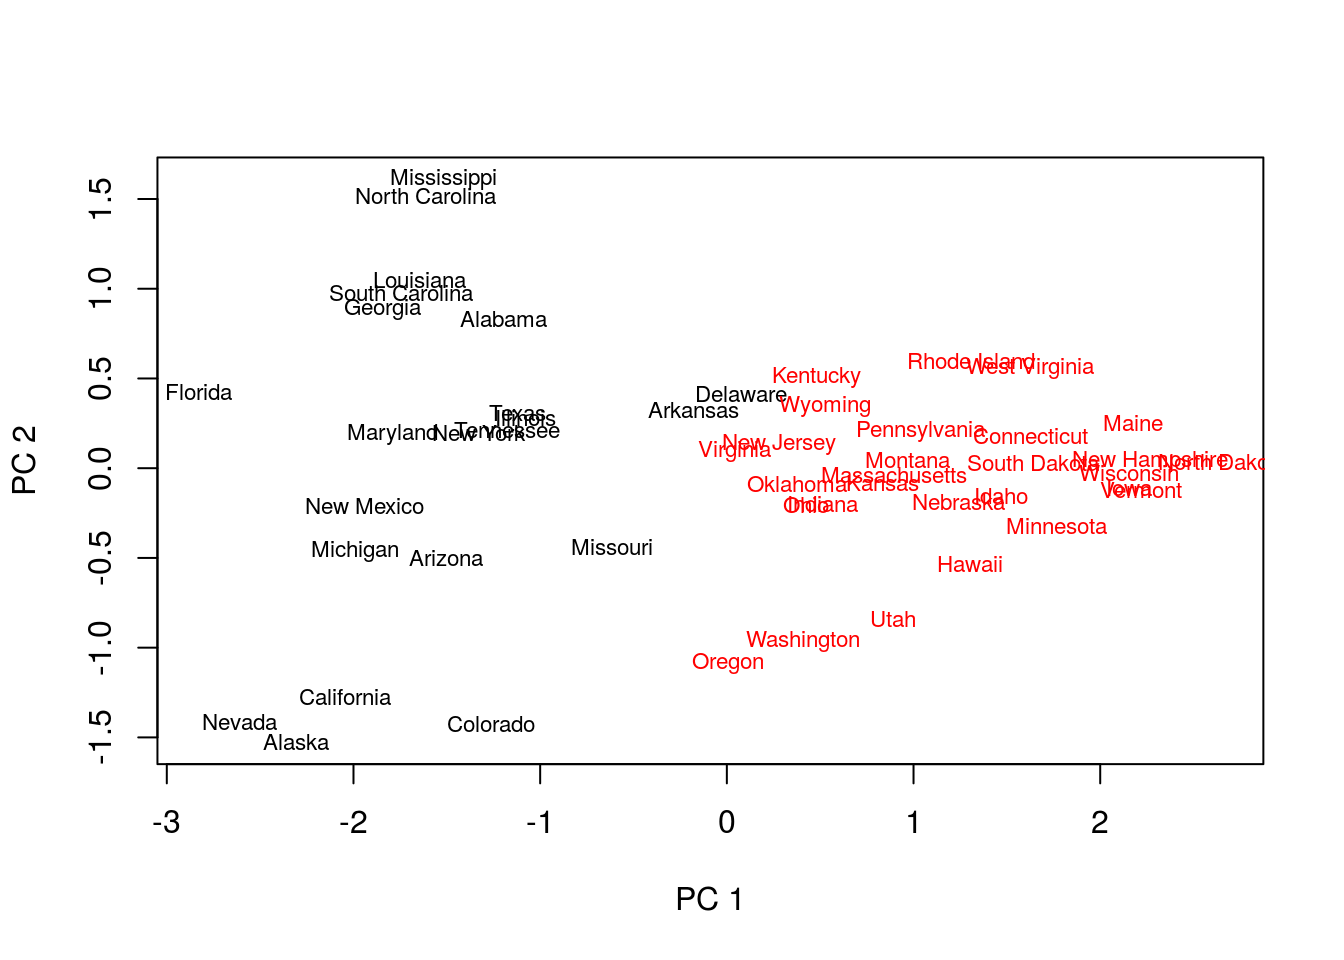 Mississippi
North Carolina
Louisiana
South Carolina
Georgia
Alabama
Rhode Island
West Virginia
Kentucky
Florida
Delaware
Wyoming
Arkansas
Texas
Illinois
Maine
Maryland
New York
Tennessee
Pennsylvania
Connecticut
New Jersey
Virginia
Montana
South Dakota
New Hampshire
North Dako
Massachusetts
Wisconsin
Oklahoma
Kansas
Iowa
Vermont
Idaho
New Mexico
Ohio
Indiana
Nebraska
Minnesota
Michigan
Arizona
Missouri
Hawaii
Utah
Washington
Oregon
California
Nevada
Colorado
Alaska
1.5
1.0
0.5
0.0
-0.5
-1.0
-1.5
PC 2
-3 -2 -1 0 1 2
PC 1